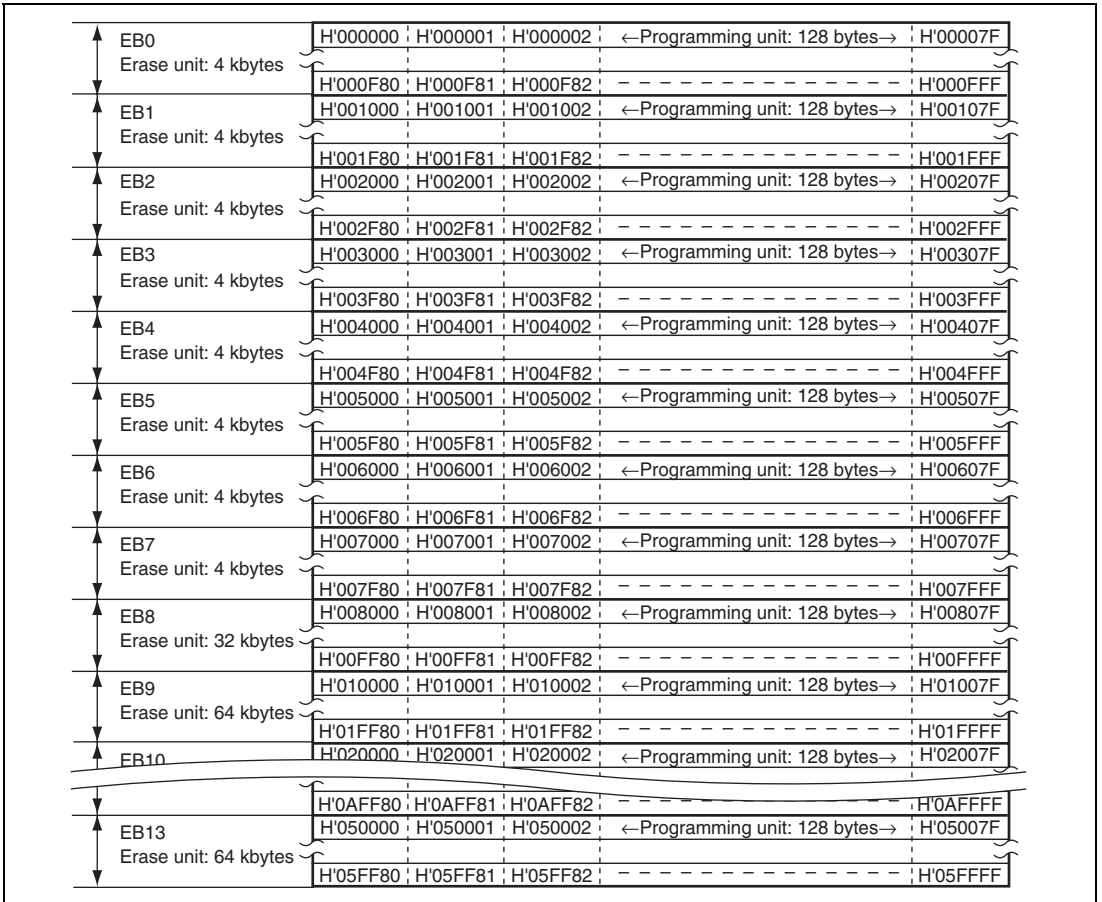 EB0 H'000000 H'000001 H'000002 ←Programming unit: 128 bytes→ H'00007F
Erase unit: 4 kbytes
H'000F80 H'000F81 H'000F82 – – – – – – – – – – – – – – H'000FFF
EB1 H'001000 H'001001 H'001002 ←Programming unit: 128 bytes→ H'00107F
Erase unit: 4 kbytes
H'001F80 H'001F81 H'001F82 – – – – – – – – – – – – – – H'001FFF
EB2 H'002000 H'002001 H'002002 ←Programming unit: 128 bytes→ H'00207F
Erase unit: 4 kbytes
H'002F80 H'002F81 H'002F82 – – – – – – – – – – – – – – H'002FFF
EB3 H'003000 H'003001 H'003002 ←Programming unit: 128 bytes→ H'00307F
Erase unit: 4 kbytes
H'003F80 H'003F81 H'003F82 – – – – – – – – – – – – – – H'003FFF
EB4 H'004000 H'004001 H'004002 ←Programming unit: 128 bytes→ H'00407F
Erase unit: 4 kbytes
H'004F80 H'004F81 H'004F82 – – – – – – – – – – – – – – H'004FFF
EB5 H'005000 H'005001 H'005002 ←Programming unit: 128 bytes→ H'00507F
Erase unit: 4 kbytes
H'005F80 H'005F81 H'005F82 – – – – – – – – – – – – – – H'005FFF
EB6 H'006000 H'006001 H'006002 ←Programming unit: 128 bytes→ H'00607F
Erase unit: 4 kbytes
H'006F80 H'006F81 H'006F82 – – – – – – – – – – – – – – H'006FFF
EB7 H'007000 H'007001 H'007002 ←Programming unit: 128 bytes→ H'00707F
Erase unit: 4 kbytes
H'007F80 H'007F81 H'007F82 – – – – – – – – – – – – – – H'007FFF
EB8 H'008000 H'008001 H'008002 ←Programming unit: 128 bytes→ H'00807F
Erase unit: 32 kbytes
H'00FF80 H'00FF81 H'00FF82 – – – – – – – – – – – – – – H'00FFFF
EB9 H'010000 H'010001 H'010002 ←Programming unit: 128 bytes→ H'01007F
Erase unit: 64 kbytes
H'01FF80 H'01FF81 H'01FF82 – – – – – – – – – – – – – – H'01FFFF
EB10 H'020000 H'020001 H'020002 ←Programming unit: 128 bytes→ H'02007F
H'0AFF80 H'0AFF81 H'0AFF82 – – – – – – – – – – – – – – H'0AFFFF
EB13 H'050000 H'050001 H'050002 ←Programming unit: 128 bytes→ H'05007F
Erase unit: 64 kbytes
H'05FF80 H'05FF81 H'05FF82 – – – – – – – – – – – – – – H'05FFFF